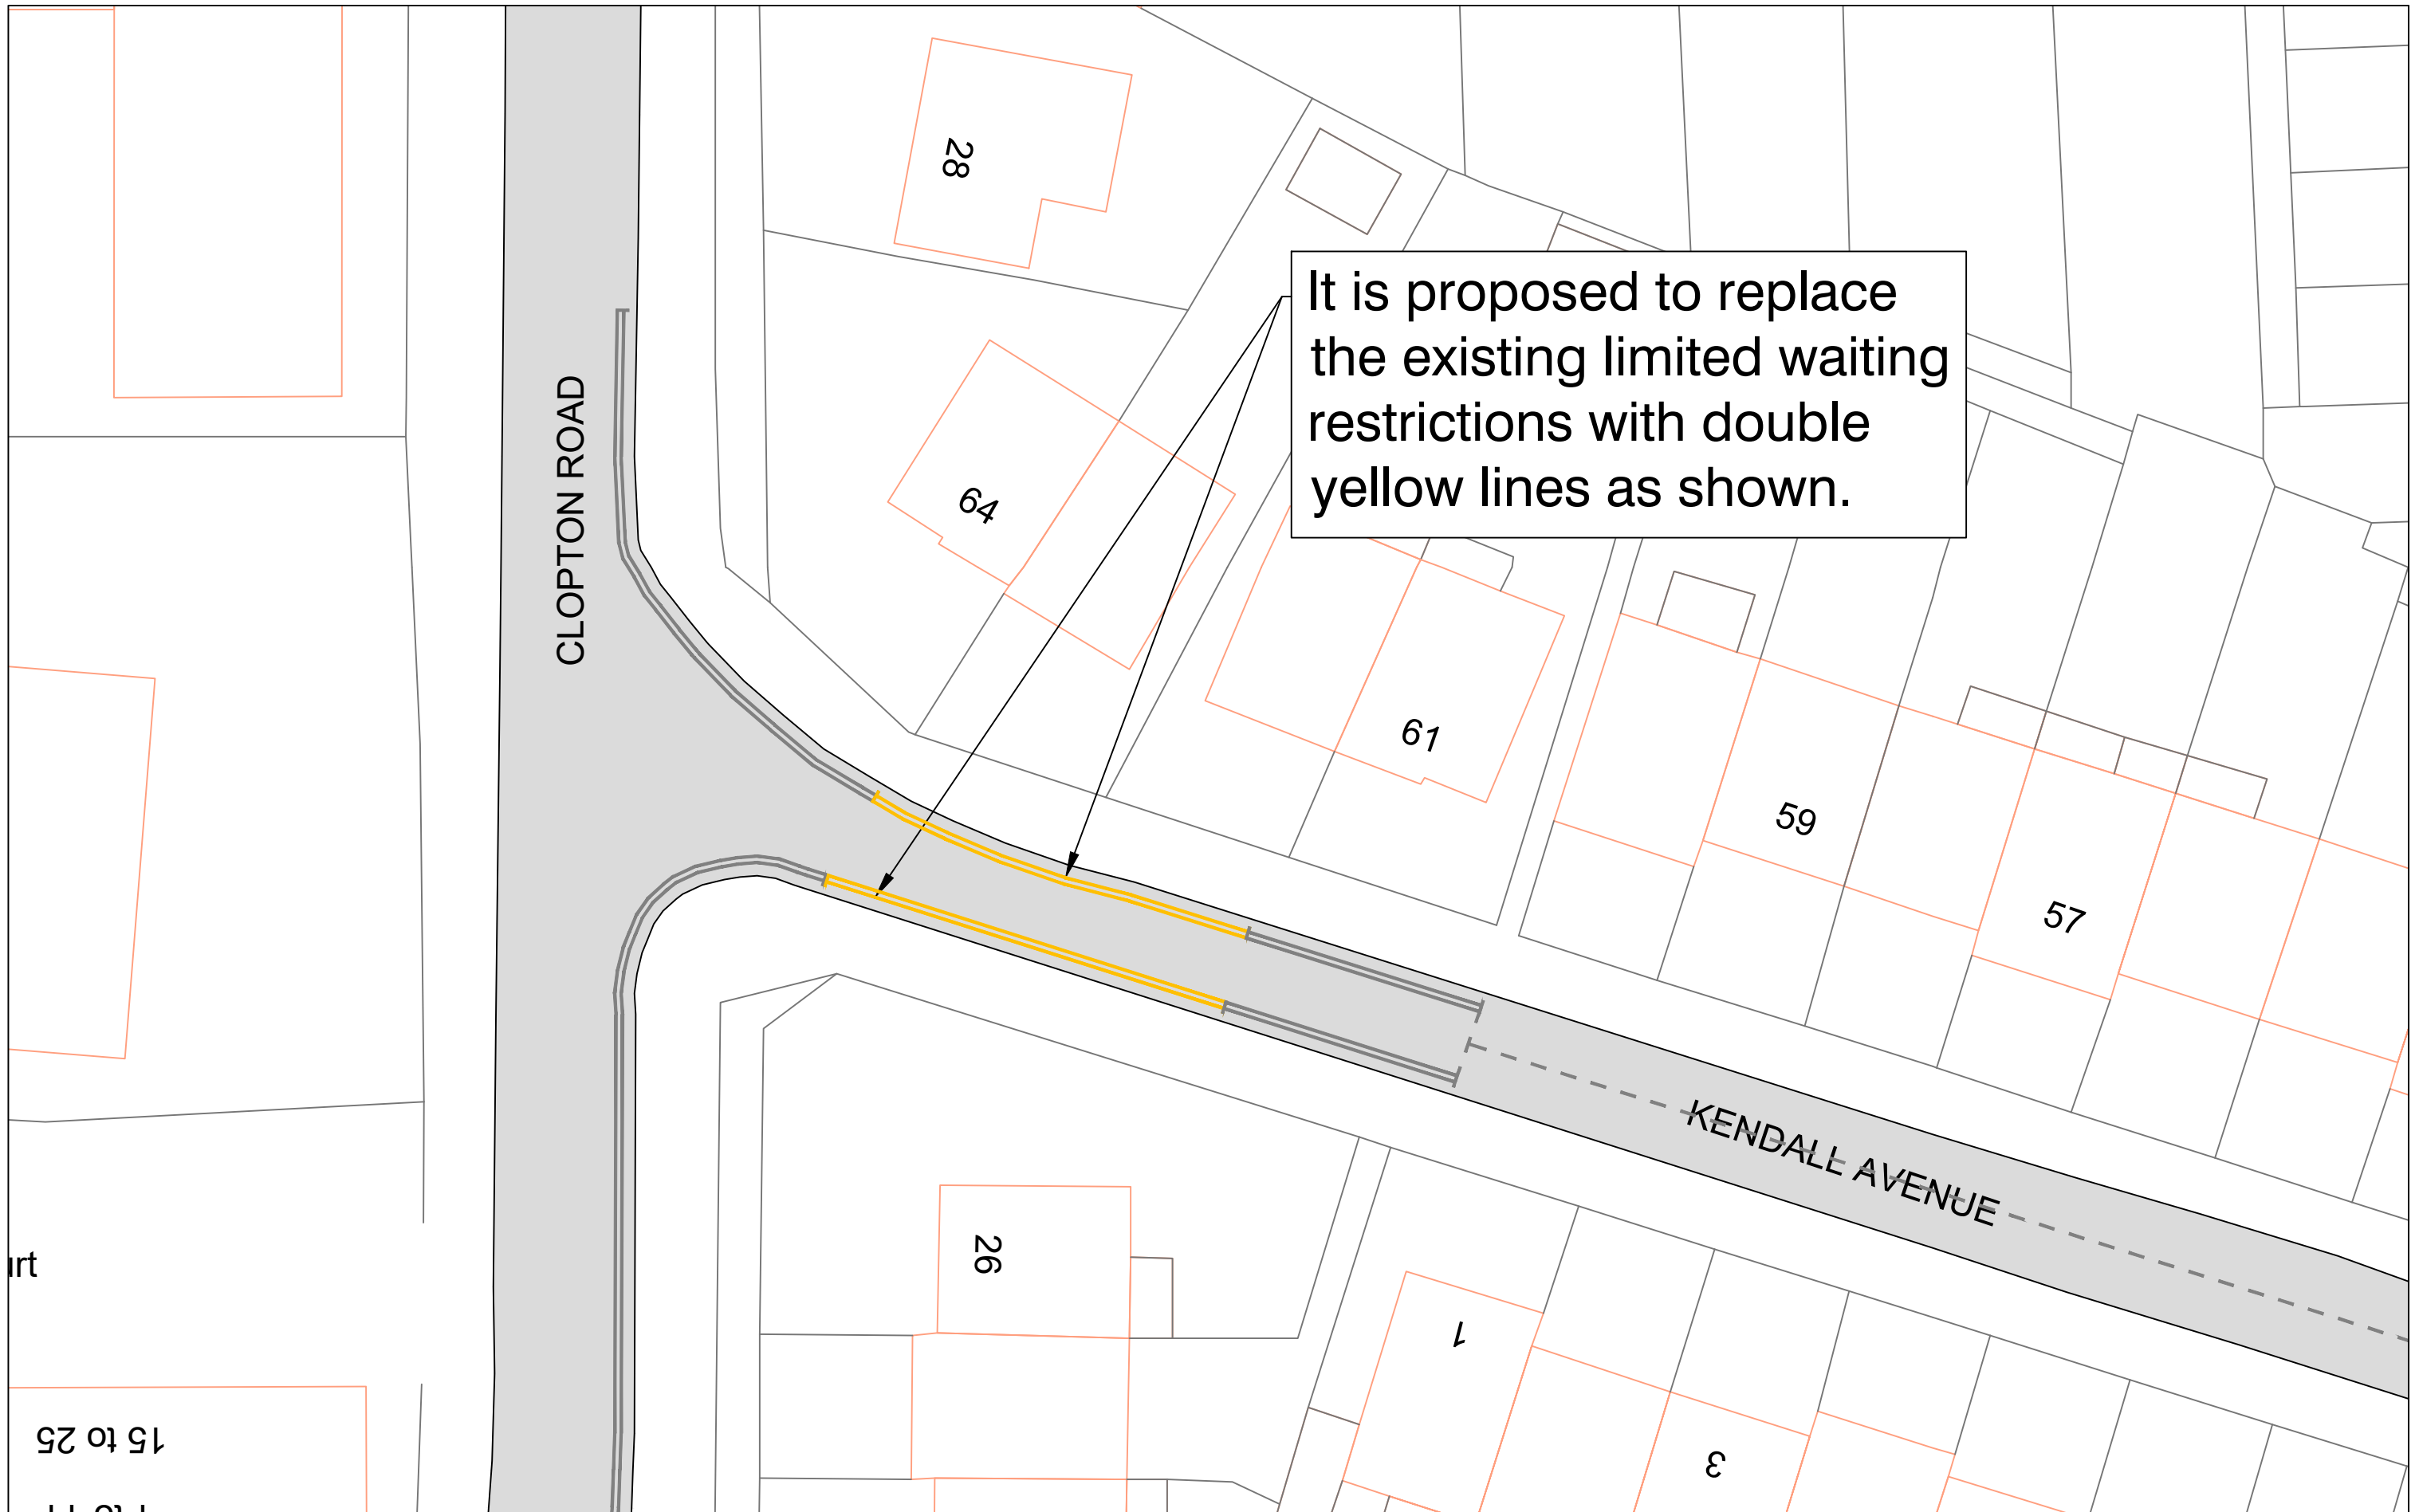 28
It is proposed to replace
the existing limited waiting
restrictions with double
yellow lines as shown.
CLOPTON ROAD
64
61
59
57
KENDALL AVENUE
26
1
3
15 to 25